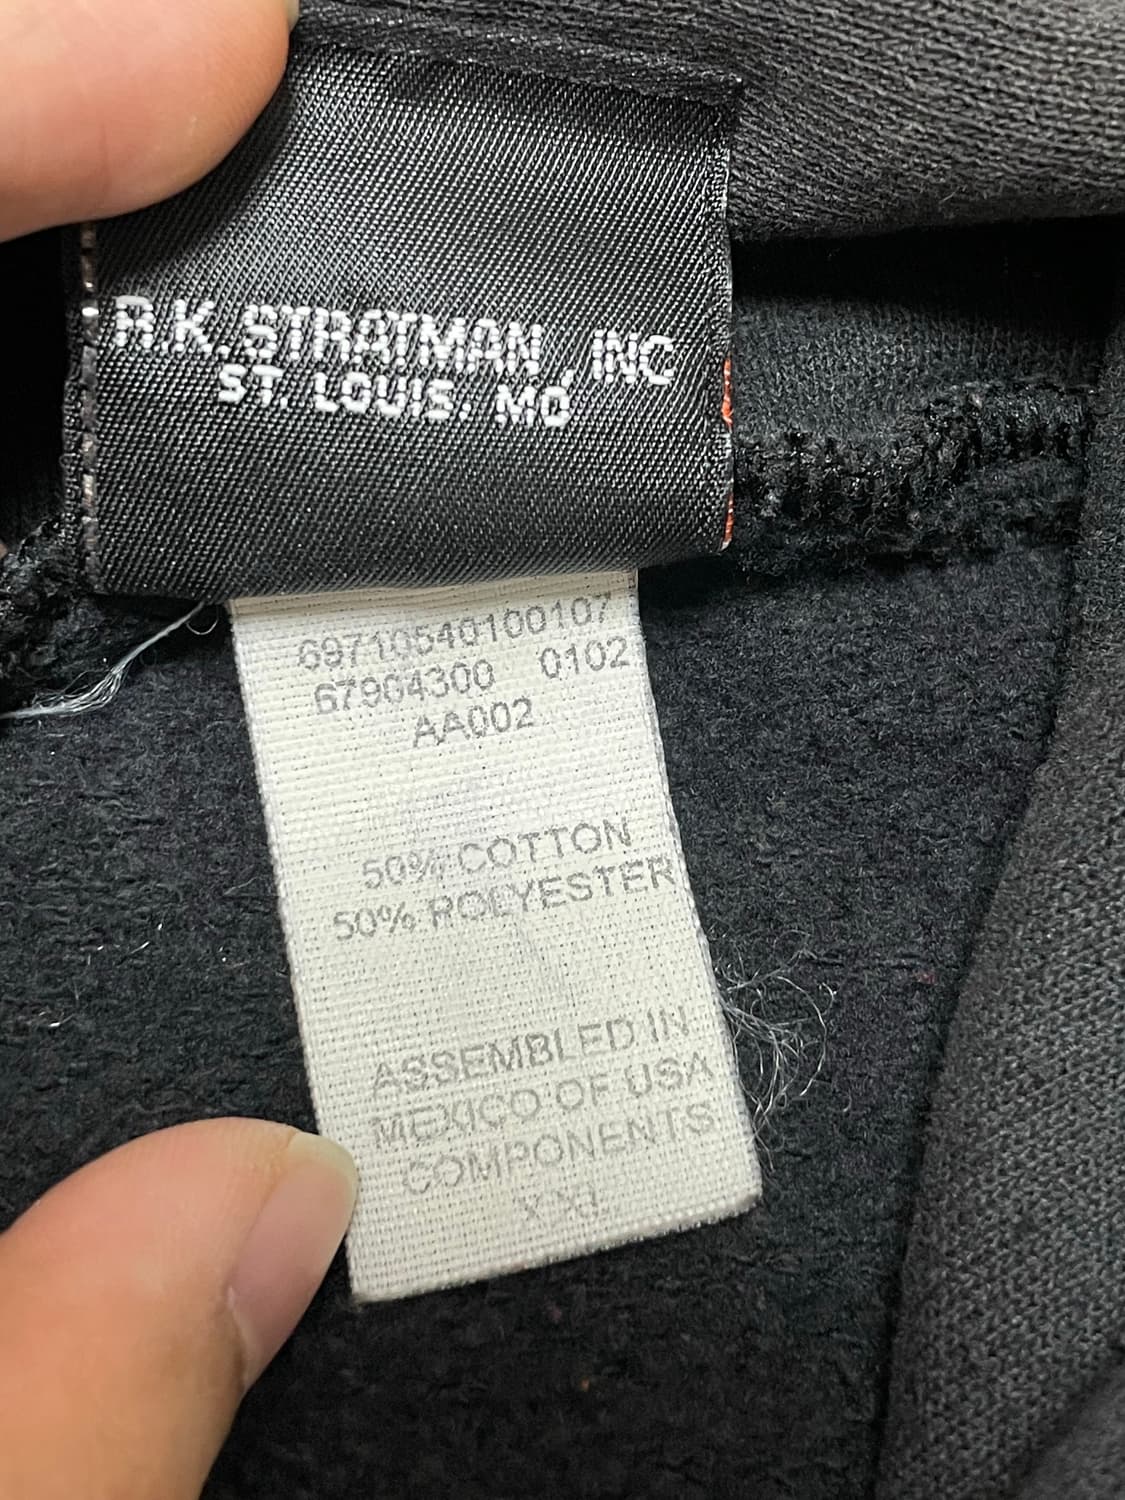 R.K. STRATMAN, INC
ST. LOUIS, MO
69710540100107
67904300 0102
AA002
50% COTTON
50% POLYESTER
ASSEMBLED IN
MEXICO OF USA
COMPONENTS
XXL